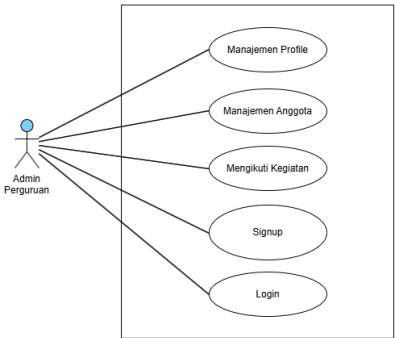 Manajemen Profile
Manajemen Anggota
Admin
Perguruan
Mengikuti Kegiatan
Signup
Login